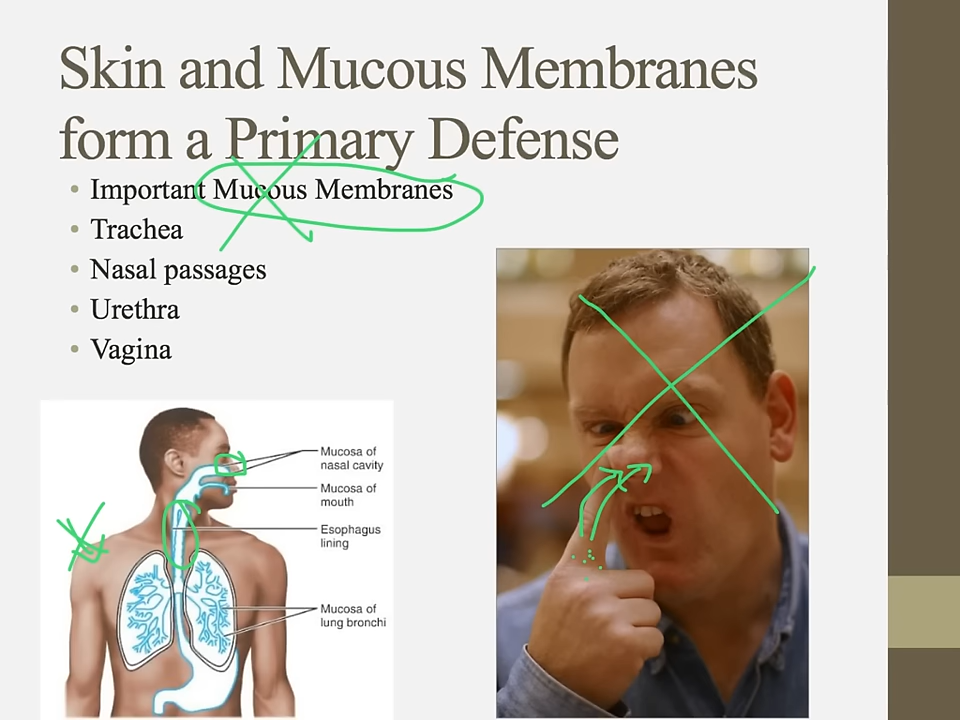 Skin and Mucous Membranes
form a Primary Defense
• Important Mucous Membranes
• Trachea
• Nasal passages
• Urethra
• Vagina
Mucosa of
nasal cavity
Mucosa of
mouth
Esophagus
lining
Mucosa of
lung bronchi